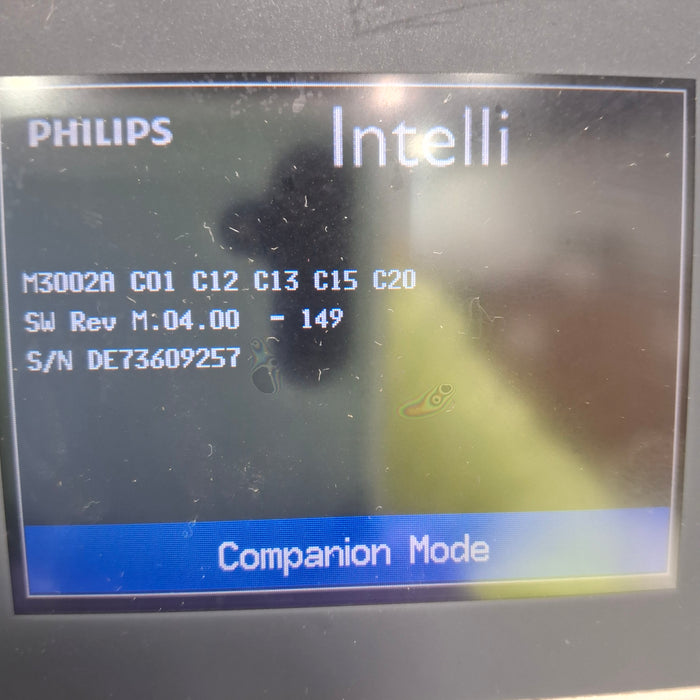 PHILIPS
Intelli
M3002A C01 C12 C13 C15 C20
SW Rev M.04.00 - 149
S/N DE73609257
Companion Mode